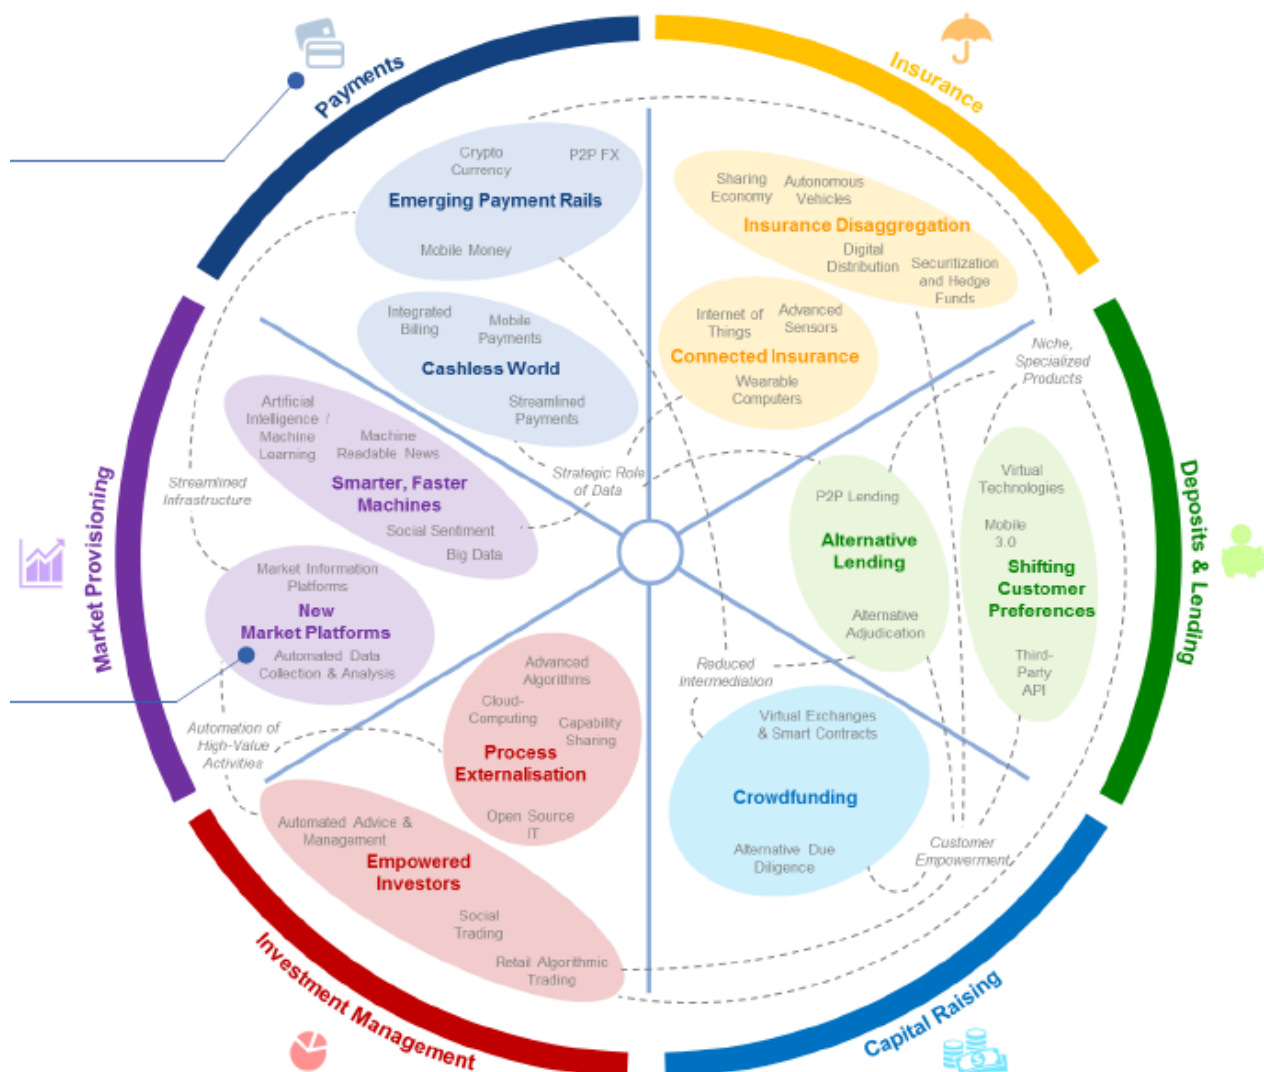 Payments
Insurance
Crypto
Currency
P2P FX
Emerging Payment Rails
Mobile Money
Sharing
Economy
Autonomous
Vehicles
Insurance Disaggregation
Digital
Distribution
Securitization
and Hedge
Funds
Integrated
Billing
Mobile
Payments
Cashless World
Streamlined
Payments
Internet of
Things
Advanced
Sensors
Connected Insurance
Wearable
Computers
Niche,
Specialized
Products
Artificial
Intelligence /
Machine
Learning
Machine
Readable News
Smarter, Faster
Machines
Social Sentiment
Big Data
Streamlined
Infrastructure
Strategic Role
of Data
Market Provisioning
Deposits & Lending
P2P Lending
Alternative
Lending
Alternative
Adjudication
Virtual
Technologies
Mobile
3.0
Shifting
Customer
Preferences
Third-
Party
API
Market Information
Platforms
New
Market Platforms
Automated Data
Collection & Analysis
Automation of
High-Value
Activities
Advanced
Algorithms
Cloud-
Computing
Capability
Sharing
Process
Externalisation
Open Source
IT
Reduced
Intermediation
Virtual Exchanges
& Smart Contracts
Crowdfunding
Alternative Due
Diligence
Customer
Empowerment
Automated Advice &
Management
Empowered
Investors
Social
Trading
Retail Algorithmic
Trading
Investment Management
Capital Raising